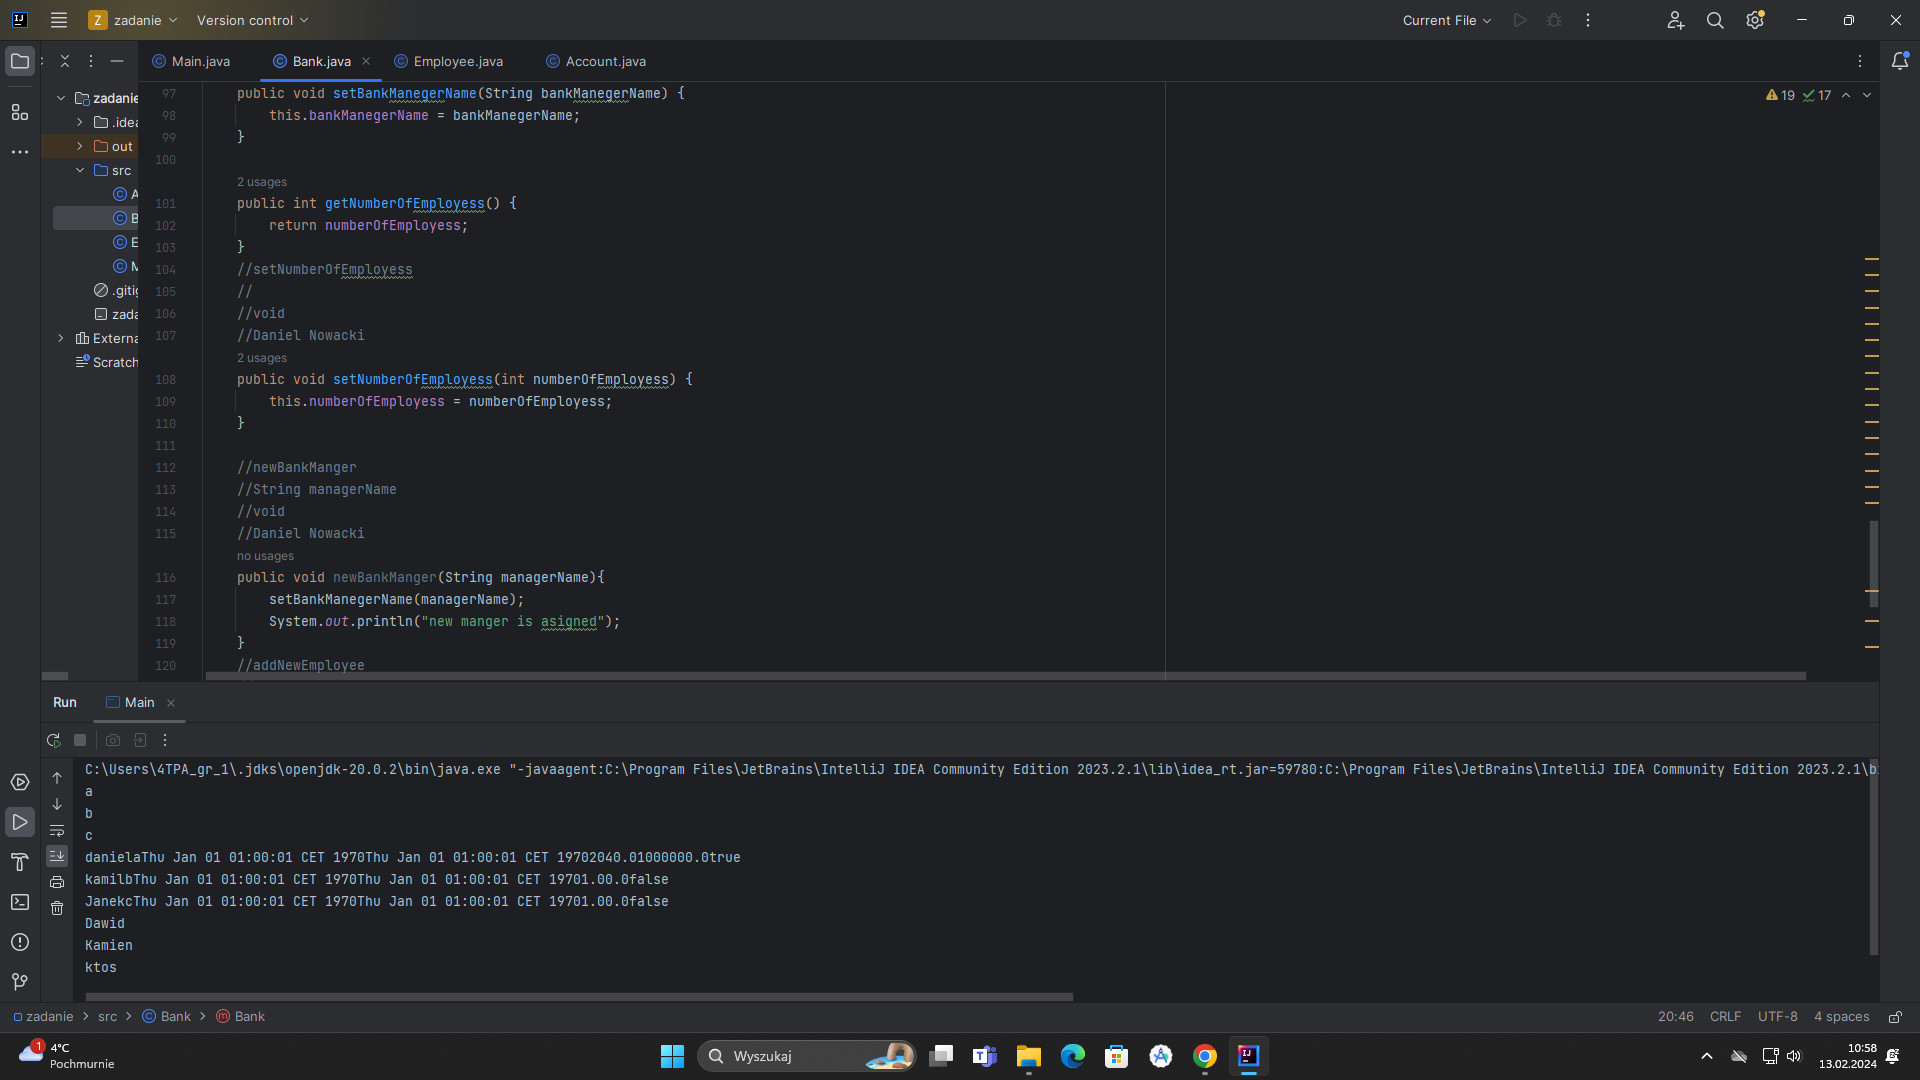 Z zadanie Version control Current File
Main.java Bank.java Employee.java Account.java
zadanie
.idea
out
src
A
B
E
M
.gitig
zada
Externa
Scratch
19 17
97 public void setBankManegerName(String bankManegerName) {
98 this.bankManegerName = bankManegerName;
99 }
100
2 usages
101 public int getNumberOfEmployess() {
102 return numberOfEmployess;
103 }
104 //setNumberOfEmployess
105 //
106 //void
107 //Daniel Nowacki
2 usages
108 public void setNumberOfEmployess(int numberOfEmployess) {
109 this.numberOfEmployess = numberOfEmployess;
110 }
111
112 //newBankManger
113 //String managerName
114 //void
115 //Daniel Nowacki
no usages
116 public void newBankManger(String managerName){
117 setBankManegerName(managerName);
118 System.out.println("new manger is asigned");
119 }
120 //addNewEmployee
Run Main
C:\Users\4TPA_gr_1\.jdks\openjdk-20.0.2\bin\java.exe "-javaagent:C:\Program Files\JetBrains\IntelliJ IDEA Community Edition 2023.2.1\lib\idea_rt.jar=59780:C:\Program Files\JetBrains\IntelliJ IDEA Community Edition 2023.2.1\bi
a
b
c
danielaThu Jan 01 01:00:01 CET 1970Thu Jan 01 01:00:01 CET 19702040.01000000.0true
kamilbThu Jan 01 01:00:01 CET 1970Thu Jan 01 01:00:01 CET 19701.00.0false
JanekcThu Jan 01 01:00:01 CET 1970Thu Jan 01 01:00:01 CET 19701.00.0false
Dawid
Kamien
ktos
zadanie > src > Bank > Bank 20:46 CRLF UTF-8 4 spaces
1 4°C
Pochmurnie
Wyszukaj
10:58
13.02.2024